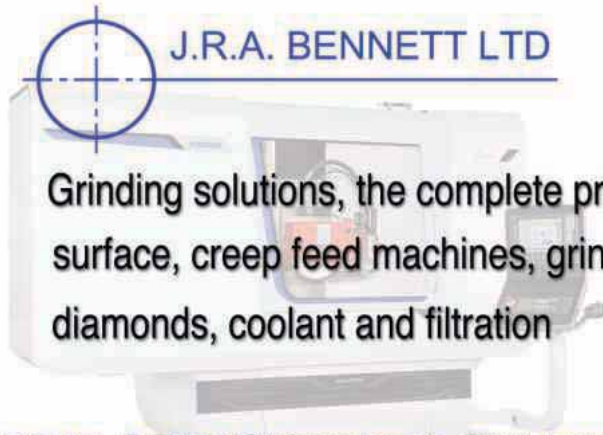 J.R.A. BENNETT LTD
Grinding solutions, the complete
surface, creep feed machines,
diamonds, coolant and filtration